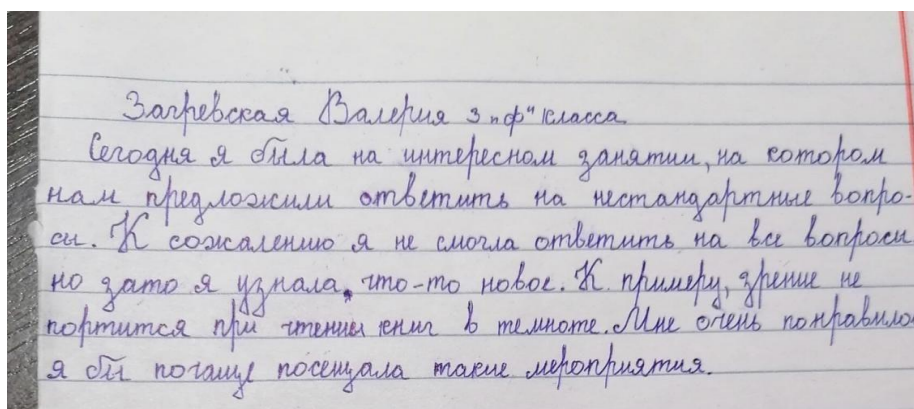 Загревская Валерия 3 „ф" класса
Сегодня я была на интересном занятии, на котором
нам предложили ответить на нестандартные вопро-
сы. К сожалению я не смогла ответить на все вопросы
но зато я узнала что-то новое. К примеру, зрение не
портится при чтении книг в темноте. Мне очень понравило
я бы почаще посещала такие мероприятия.